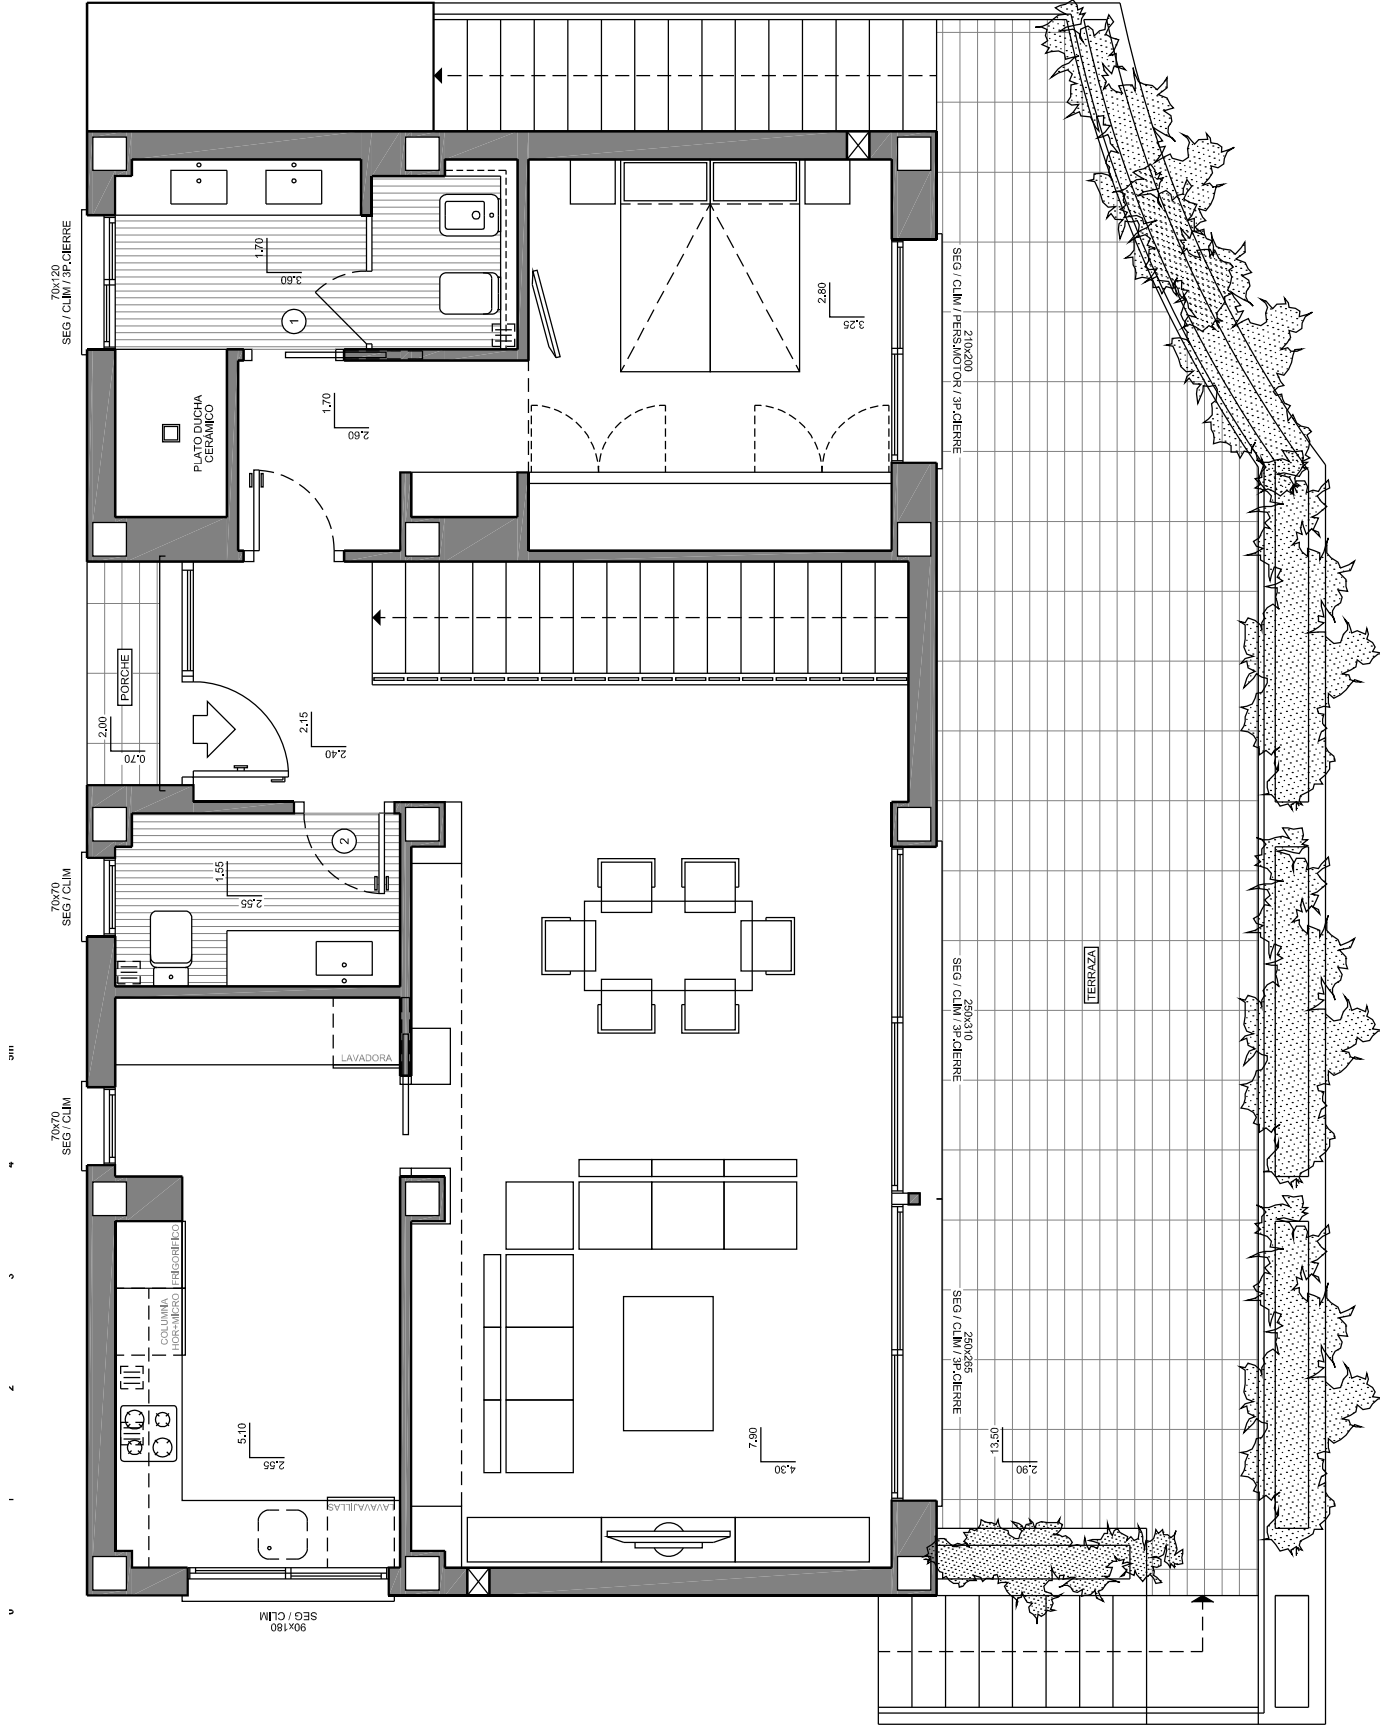 70x120
SEG / CLIM / 3P.CIERRE
1.70
3.60
1
2.80
3.25
210x200
SEG / CLIM / PERS.MOTOR / 3P.CIERRE
PLATO DUCHA
CERÁMICO
1.70
2.60
PORCHE
2.00
0.70
2.15
2.40
70x70
SEG / CLIM
1.55
2.55
2
250x310
SEG / CLIM / 3P.CIERRE
TERRAZA
LAVADORA
70x70
SEG / CLIM
FRIGORIFICO
COLUMNA
HOR+MICRO
5.10
2.55
LAVAVAJILLAS
7.90
4.30
250x265
SEG / CLIM / 3P.CIERRE
13.50
2.90
90x180
SEG / CLIM